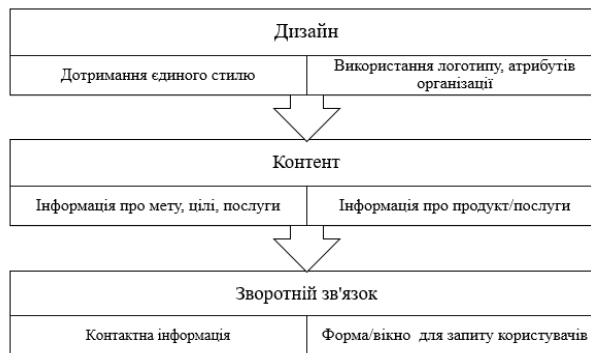 Дизайн
Дотримання єдиного стилю
Використання логотипу, атрибутів
організації
Контент
Інформація про мету, цілі, послуги
Інформація про продукт/послуги
Зворотній зв'язок
Контактна інформація
Форма/вікно для запиту користувачів